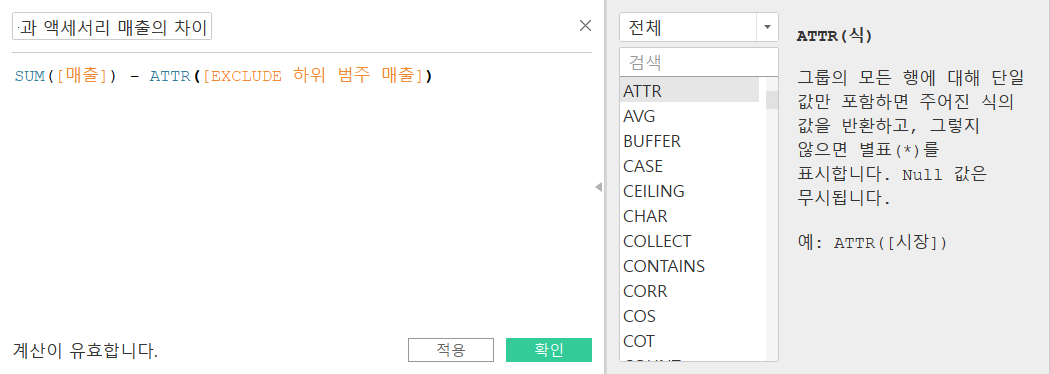 과 액세서리 매출의 차이
SUM([매출]) - ATTR([EXCLUDE 하위 범주 매출])
계산이 유효합니다.
적용
확인
전체
검색
ATTR
AVG
BUFFER
CASE
CEILING
CHAR
COLLECT
CONTAINS
CORR
COS
COT
ATTR(식)
그룹의 모든 행에 대해 단일
값만 포함하면 주어진 식의
값을 반환하고, 그렇지
않으면 별표(*)를
표시합니다. Null 값은
무시됩니다.
예: ATTR([시장])